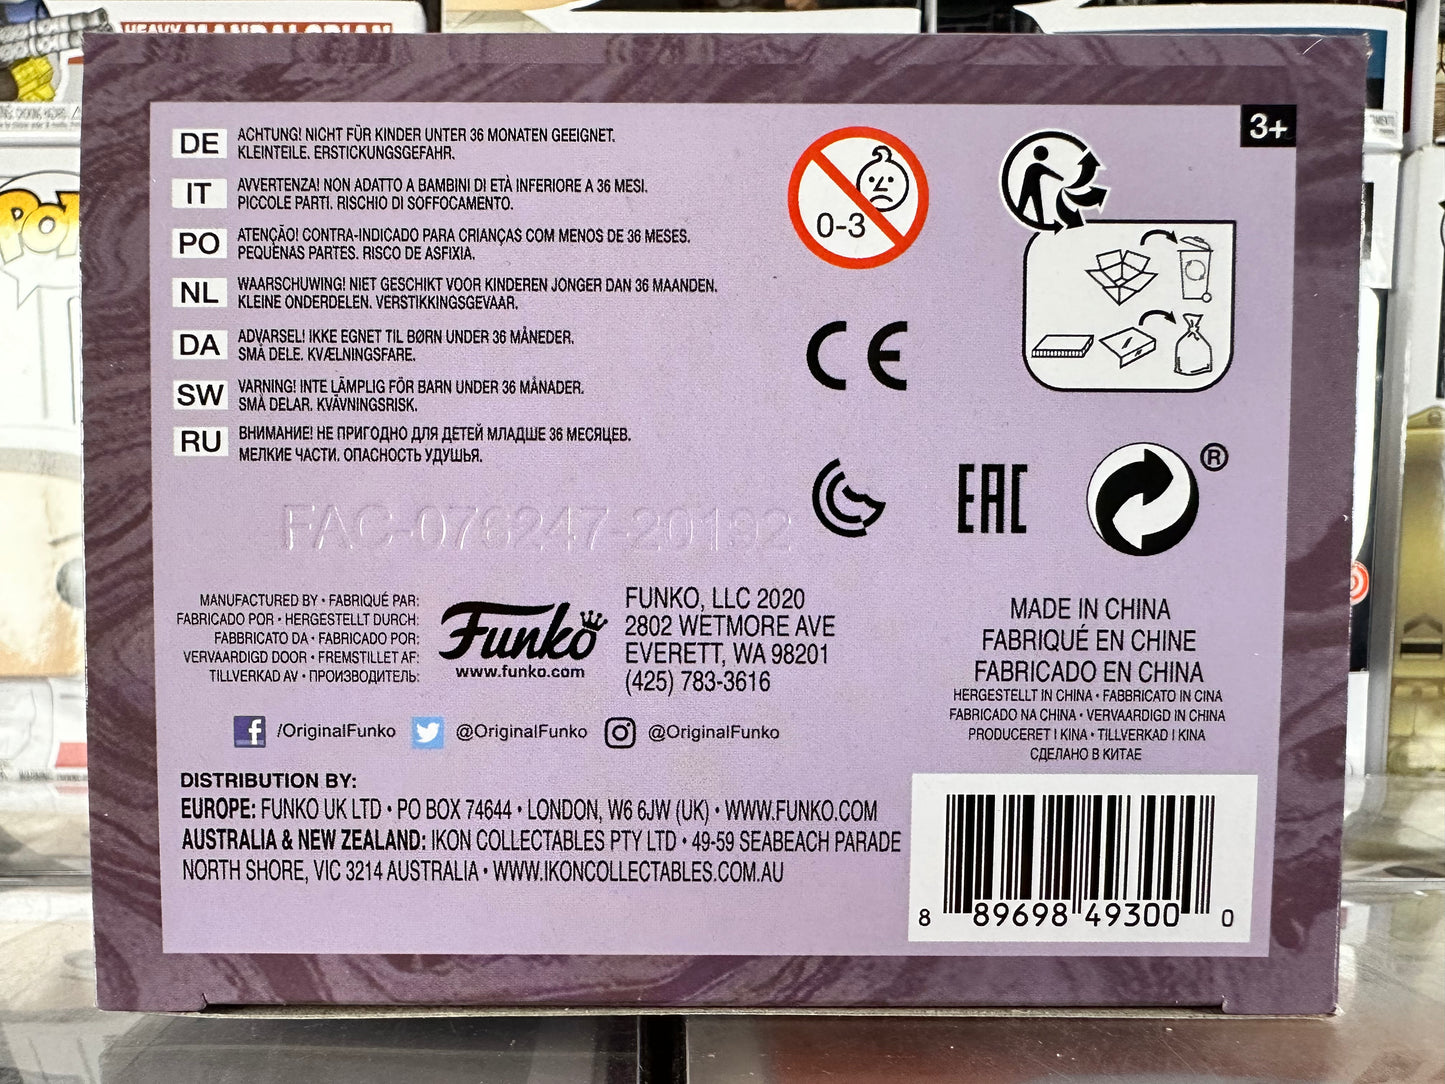 HEAVY MANDALORIAN
3+
DE ACHTUNG! NICHT FÜR KINDER UNTER 36 MONATEN GEEIGNET.
KLEINTEILE. ERSTICKUNGSGEFAHR.
IT AVVERTENZA! NON ADATTO A BAMBINI DI ETÀ INFERIORE A 36 MESI.
PICCOLE PARTI. RISCHIO DI SOFFOCAMENTO.
PO ATENÇÃO! CONTRA-INDICADO PARA CRIANÇAS COM MENOS DE 36 MESES.
PEQUENAS PARTES. RISCO DE ASFIXIA.
NL WAARSCHUWING! NIET GESCHIKT VOOR KINDEREN JONGER DAN 36 MAANDEN.
KLEINE ONDERDELEN. VERSTIKKINGSGEVAAR.
DA ADVARSEL! IKKE EGNET TIL BØRN UNDER 36 MÅNEDER.
SMÅ DELE. KVÆLNINGSFARE.
SW VARNING! INTE LÄMPLIG FÖR BARN UNDER 36 MÅNADER.
SMÅ DELAR. KVÄVNINGSRISK.
RU ВНИМАНИЕ! НЕ ПРИГОДНО ДЛЯ ДЕТЕЙ МЛАДШЕ 36 МЕСЯЦЕВ.
МЕЛКИЕ ЧАСТИ. ОПАСНОСТЬ УДУШЬЯ.
0-3
CE
EAC
®
FAC-076247-20192
MANUFACTURED BY • FABRIQUÉ PAR:
FABRICADO POR • HERGESTELLT DURCH:
FABBRICATO DA • FABRICADO POR:
VERVAARDIGD DOOR • FREMSTILLET AF:
TILLVERKAD AV • ПРОИЗВОДИТЕЛЬ:
Funko
www.funko.com
FUNKO, LLC 2020
2802 WETMORE AVE
EVERETT, WA 98201
(425) 783-3616
MADE IN CHINA
FABRIQUÉ EN CHINE
FABRICADO EN CHINA
HERGESTELLT IN CHINA • FABBRICATO IN CINA
FABRICADO NA CHINA • VERVAARDIGD IN CHINA
PRODUCERET I KINA • TILLVERKAD I KINA
СДЕЛАНО В КИТАЕ
/OriginalFunko @OriginalFunko @OriginalFunko
DISTRIBUTION BY:
EUROPE: FUNKO UK LTD • PO BOX 74644 • LONDON, W6 6JW (UK) • WWW.FUNKO.COM
AUSTRALIA & NEW ZEALAND: IKON COLLECTABLES PTY LTD • 49-59 SEABEACH PARADE
NORTH SHORE, VIC 3214 AUSTRALIA • WWW.IKONCOLLECTABLES.COM.AU
8 89698 49300 0